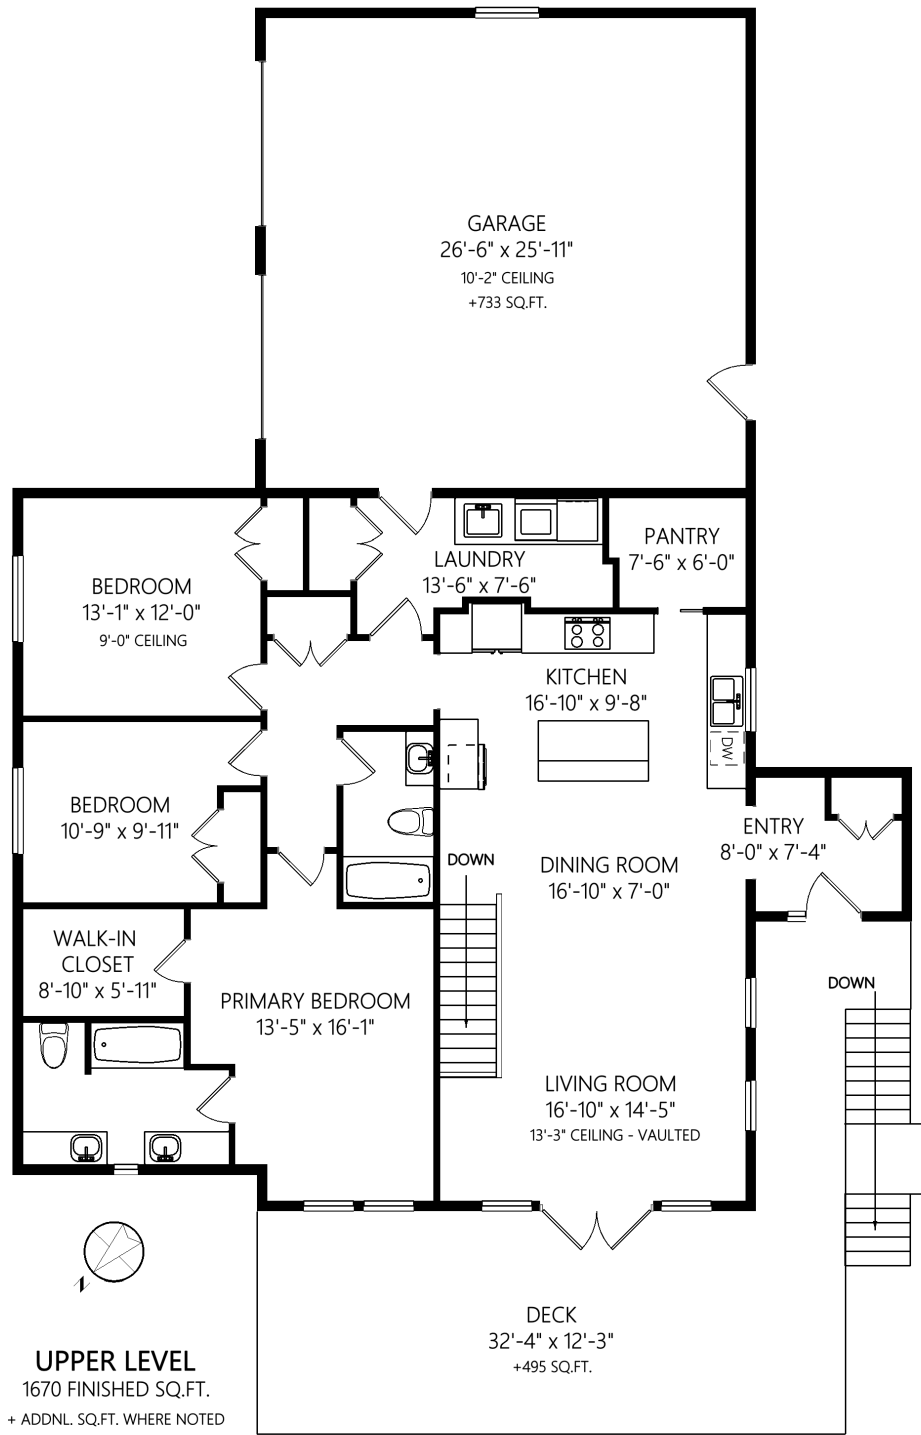 GARAGE
26'-6" x 25'-11"
10'-2" CEILING
+733 SQ.FT.
PANTRY
7'-6" x 6'-0"
LAUNDRY
13'-6" x 7'-6"
BEDROOM
13'-1" x 12'-0"
9'-0" CEILING
KITCHEN
16'-10" x 9'-8"
DW
BEDROOM
10'-9" x 9'-11"
ENTRY
8'-0" x 7'-4"
DOWN
DINING ROOM
16'-10" x 7'-0"
WALK-IN
CLOSET
8'-10" x 5'-11"
PRIMARY BEDROOM
13'-5" x 16'-1"
DOWN
LIVING ROOM
16'-10" x 14'-5"
13'-3" CEILING - VAULTED
N
DECK
32'-4" x 12'-3"
+495 SQ.FT.
UPPER LEVEL
1670 FINISHED SQ.FT.
+ ADDNL. SQ.FT. WHERE NOTED